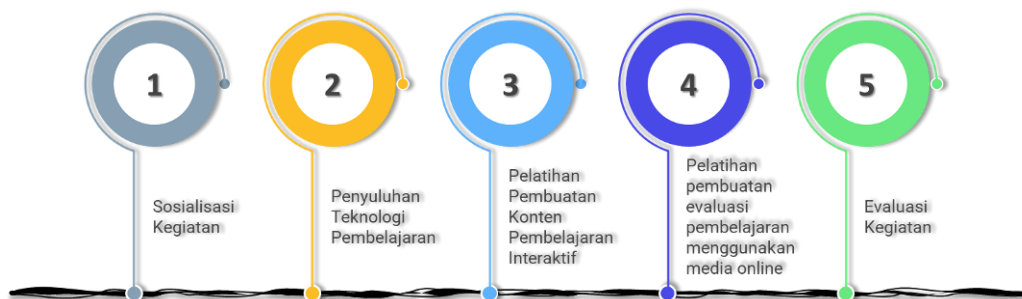 1
Sosialisasi
Kegiatan
2
Penyuluhan
Teknologi
Pembelajaran
3
Pelatihan
Pembuatan
Konten
Pembelajaran
Interaktif
4
Pelatihan
pembuatan
evaluasi
pembelajaran
menggunakan
media online
5
Evaluasi
Kegiatan